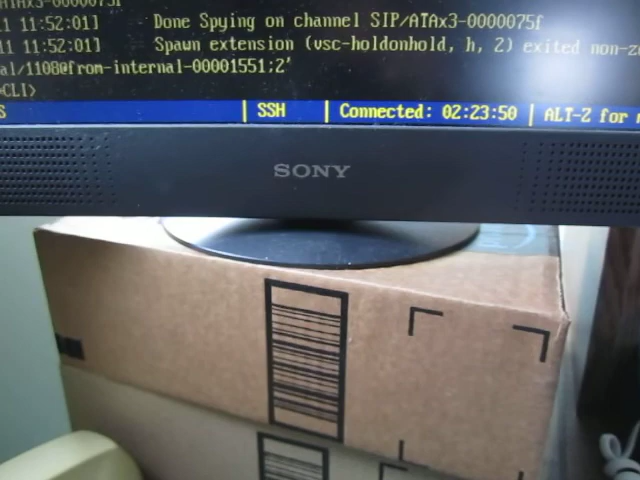 11 11:52:01] Done Spying on channel SIP/ATAx3-0000075f
11 11:52:01] Spawn extension (vsc-holdonhold, h, 2) exited non-z
al/1108@from-internal-00001551:2'
CLI>
S | SSH | Connected: 02:23:50 | ALT-Z for
SONY